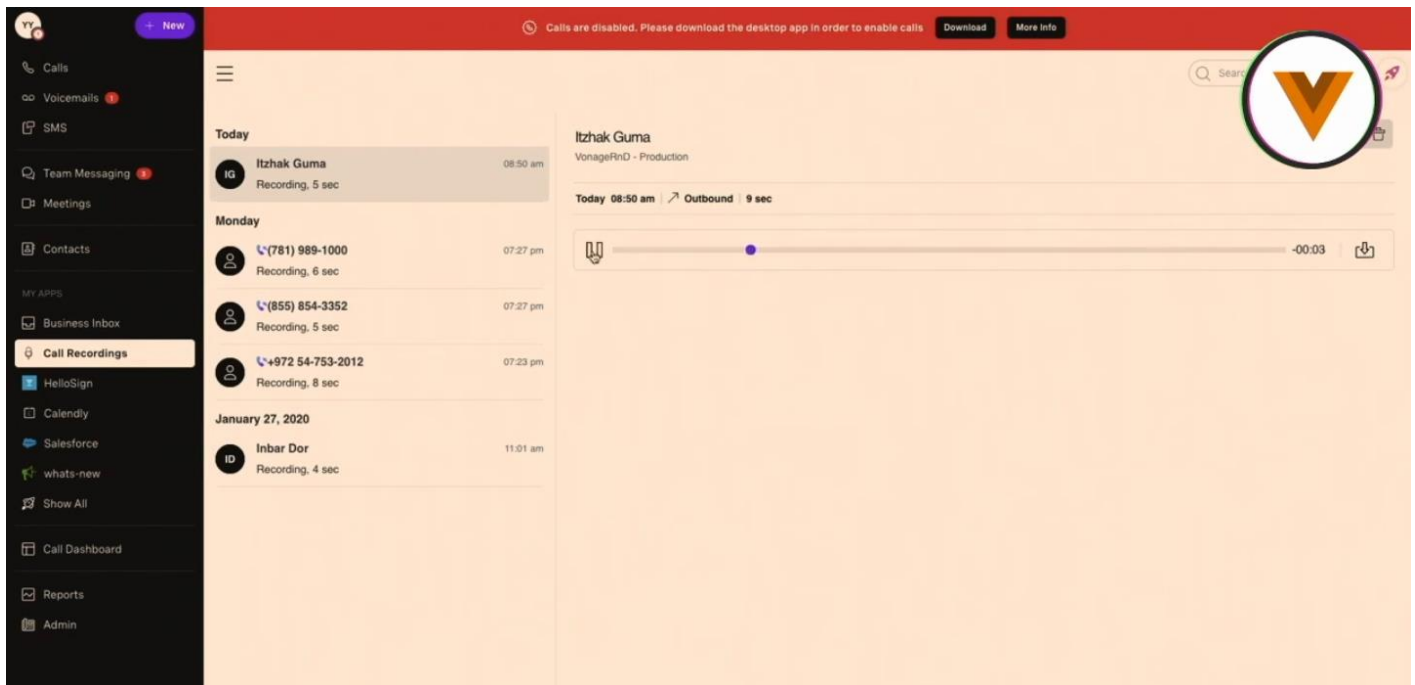 YY
+ New
Calls are disabled. Please download the desktop app in order to enable calls
Download
More Info
Calls
Voicemails 1
SMS
Team Messaging
Meetings
Contacts
MY APPS
Business Inbox
Call Recordings
HelloSign
Calendly
Salesforce
whats-new
Show All
Call Dashboard
Reports
Admin
Today
IG
Itzhak Guma
08:50 am
Recording, 5 sec
Monday
(781) 989-1000
07:27 pm
Recording, 6 sec
(855) 854-3352
07:27 pm
Recording, 5 sec
+972 54-753-2012
07:23 pm
Recording, 8 sec
January 27, 2020
ID
Inbar Dor
11:01 am
Recording, 4 sec
Itzhak Guma
VonageRnD - Production
Today 08:50 am | Outbound | 9 sec
-00:03